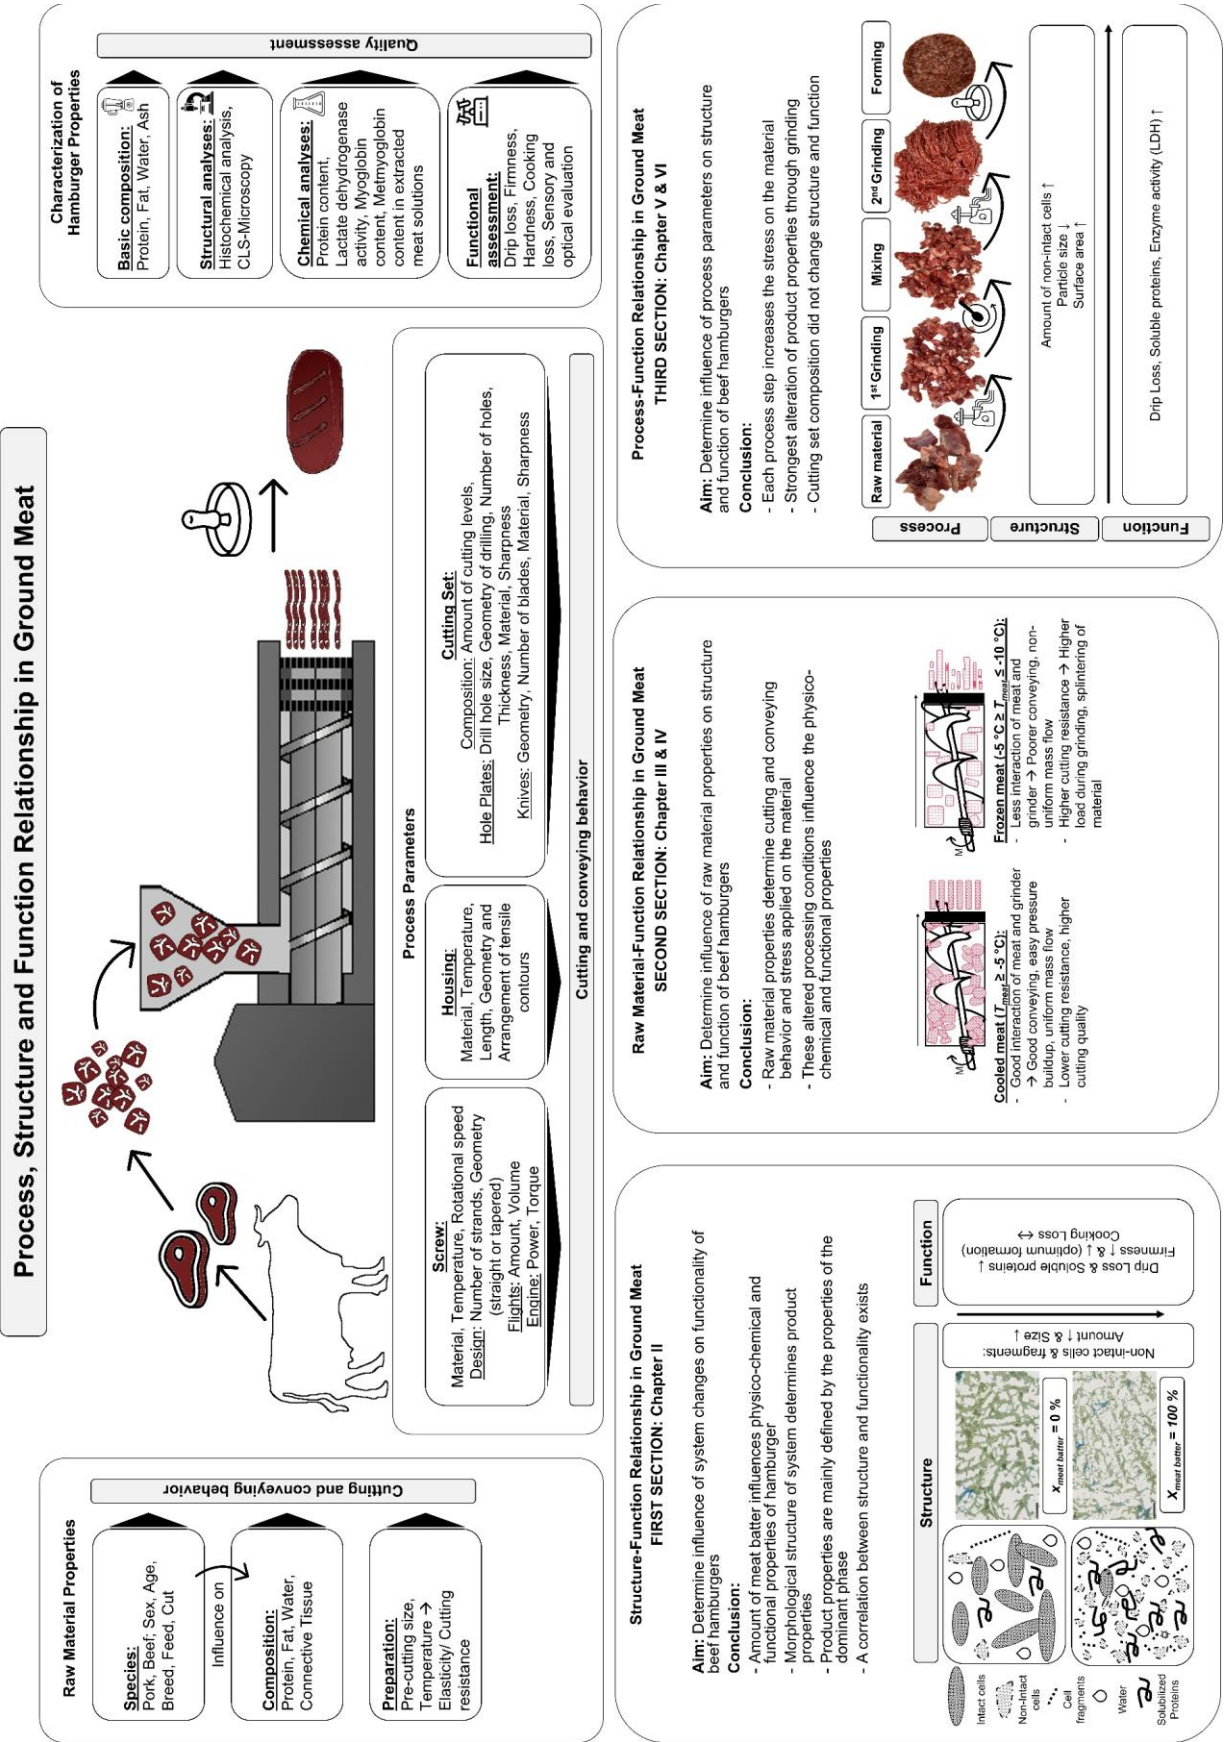 Process, Structure and Function Relationship in Ground Meat
Raw Material Properties
Species:
Pork, Beef; Sex, Age,
Breed, Feed, Cut
Influence on
Composition:
Protein, Fat, Water,
Connective Tissue
Preparation:
Pre-cutting size,
Temperature →
Elasticity/ Cutting
resistance
Cutting and conveying behavior
Process Parameters
Screw:
Material, Temperature, Rotational speed
Design: Number of strands, Geometry
(straight or tapered)
Flights: Amount, Volume
Engine: Power, Torque
Housing:
Material, Temperature,
Length, Geometry and
Arrangement of tensile
contours
Cutting Set:
Composition: Amount of cutting levels,
Hole Plates: Drill hole size, Geometry of drilling, Number of holes,
Thickness, Material, Sharpness
Knives: Geometry, Number of blades, Material, Sharpness
Cutting and conveying behavior
Characterization of
Hamburger Properties
Basic composition:
Protein, Fat, Water, Ash
Structural analyses:
Histochemical analysis,
CLS-Microscopy
Chemical analyses:
Protein content,
Lactate dehydrogenase
activity, Myoglobin
content, Metmyoglobin
content in extracted
meat solutions
Functional
assessment:
Drip loss, Firmness,
Hardness, Cooking
loss, Sensory and
optical evaluation
Quality assessment
Structure-Function Relationship in Ground Meat
FIRST SECTION: Chapter II
Aim: Determine influence of system changes on functionality of
beef hamburgers
Conclusion:
- Amount of meat batter influences physico-chemical and
functional properties of hamburger
- Morphological structure of system determines product
properties
- Product properties are mainly defined by the properties of the
dominant phase
- A correlation between structure and functionality exists
Structure
Function
Intact cells
Non-Intact
cells
Cell
fragments
Water
Solubilized
Proteins
X meat batter = 0 %
X meat batter = 100 %
Non-intact cells & fragments:
Amount ↑ & Size ↓
Drip Loss & Soluble proteins ↑
Firmness ↑ & ↓ (optimum formation)
Cooking Loss ↔
Raw Material-Function Relationship in Ground Meat
SECOND SECTION: Chapter III & IV
Aim: Determine influence of raw material properties on structure
and function of beef hamburgers
Conclusion:
- Raw material properties determine cutting and conveying
behavior and stress applied on the material
- These altered processing conditions influence the physico-
chemical and functional properties
M
Cooled meat (Tmeat ≥ -5 °C):
- Good interaction of meat and grinder
→ Good conveying, easy pressure
buildup, uniform mass flow
- Lower cutting resistance, higher
cutting quality
M
Frozen meat (-5 °C ≥ Tmeat ≤ -10 °C):
- Less interaction of meat and
grinder → Poorer conveying, non-
uniform mass flow
- Higher cutting resistance → Higher
load during grinding, splintering of
material
Process-Function Relationship in Ground Meat
THIRD SECTION: Chapter V & VI
Aim: Determine influence of process parameters on structure
and function of beef hamburgers
Conclusion:
- Each process step increases the stress on the material
- Strongest alteration of product properties through grinding
- Cutting set composition did not change structure and function
Process
Raw material
1st Grinding
Mixing
2nd Grinding
Forming
Structure
Amount of non-intact cells ↑
Particle size ↓
Surface area ↑
Function
Drip Loss, Soluble proteins, Enzyme activity (LDH) ↑